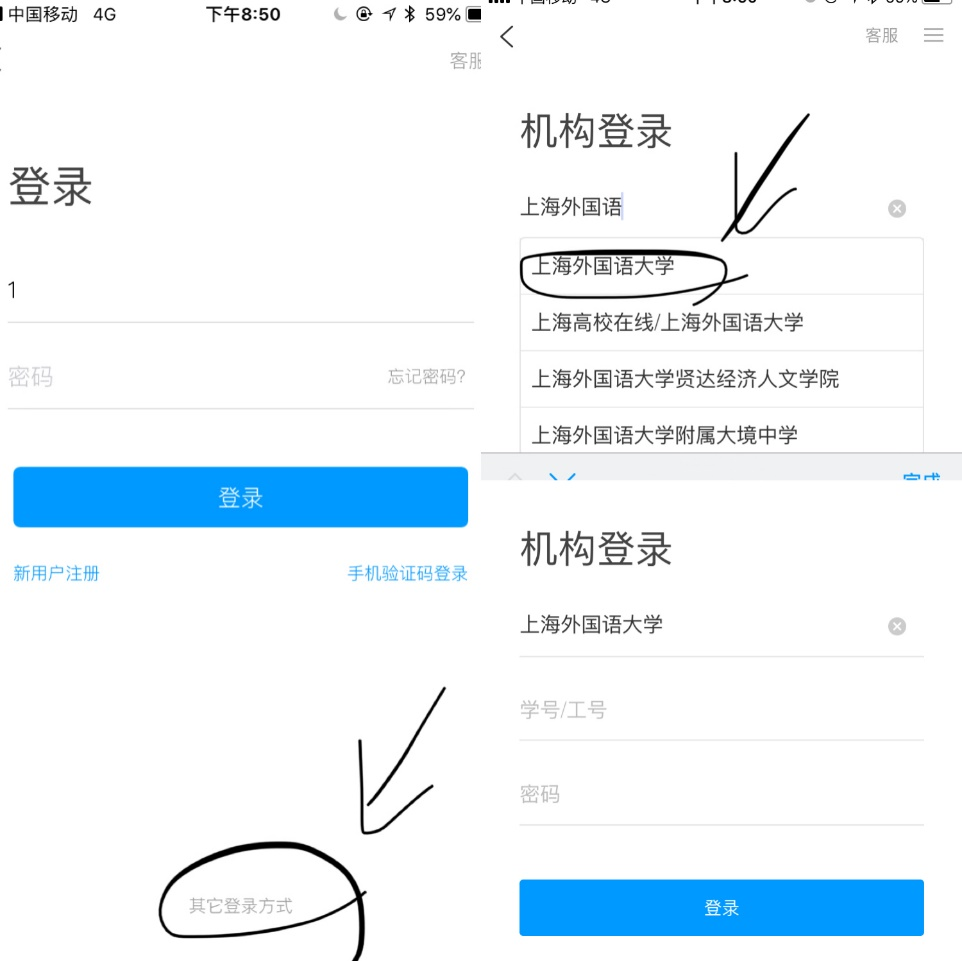 中国移动 4G 下午8:50 59%
客服
登录
1
密码 忘记密码?
登录
新用户注册 手机验证码登录
其它登录方式
客服
机构登录
上海外国语
上海外国语大学
上海高校在线/上海外国语大学
上海外国语大学贤达经济人文学院
上海外国语大学附属大境中学
完成
机构登录
上海外国语大学
学号/工号
密码
登录